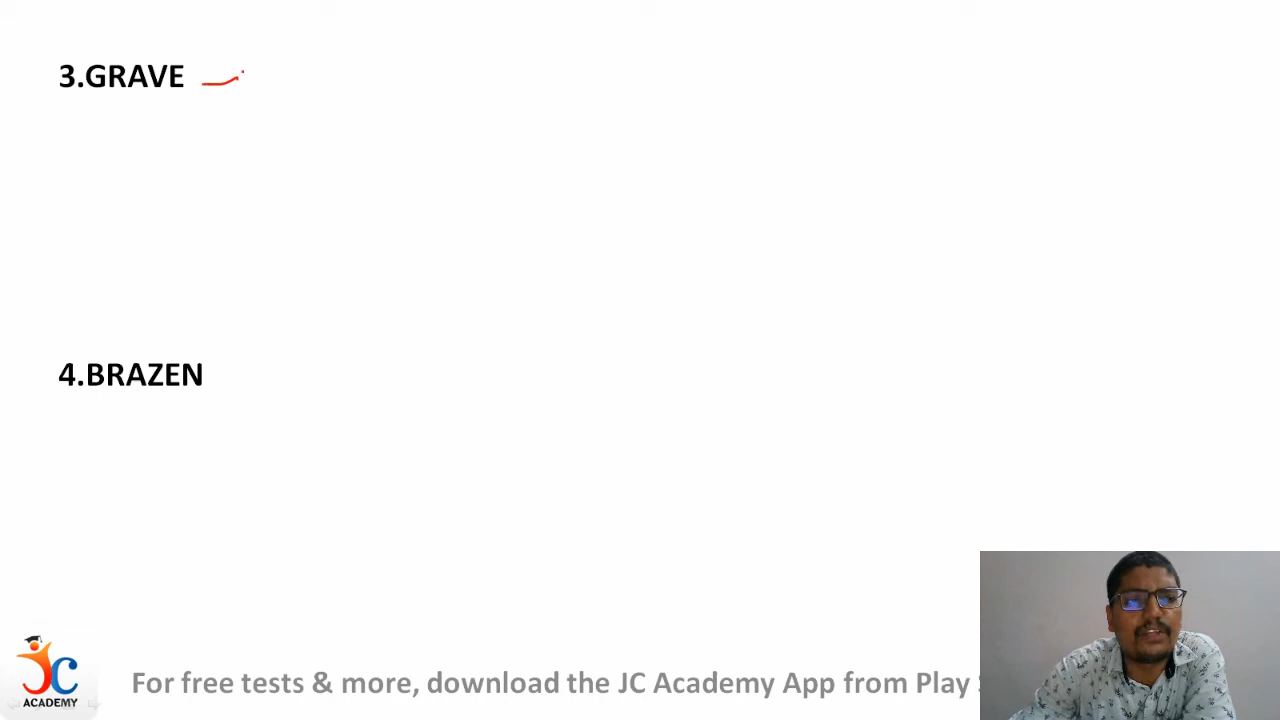 3.GRAVE
4.BRAZEN
JC
ACADEMY
For free tests & more, download the JC Academy App from Play